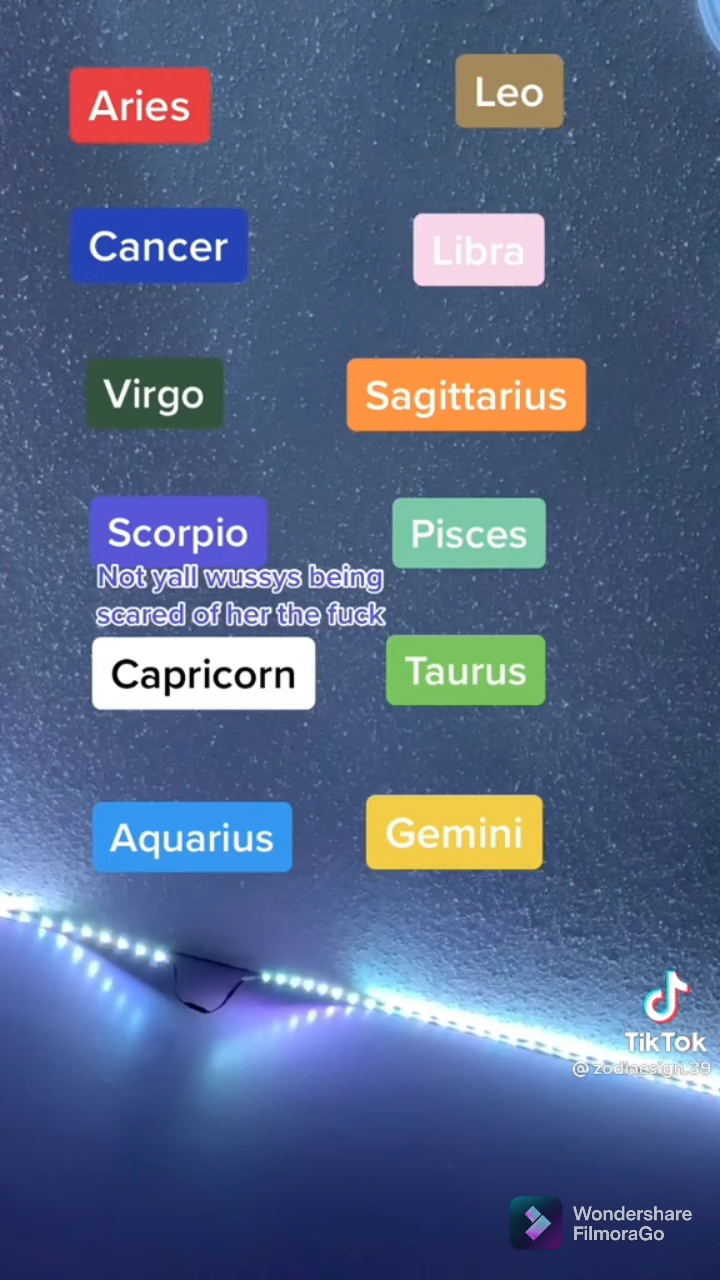 Aries
Leo
Cancer
Libra
Virgo
Sagittarius
Scorpio
Pisces
Not yall wussys being
scared of her the fuck
Capricorn
Taurus
Aquarius
Gemini
TikTok
@ zodiacsign.39
Wondershare
FilmoraGo